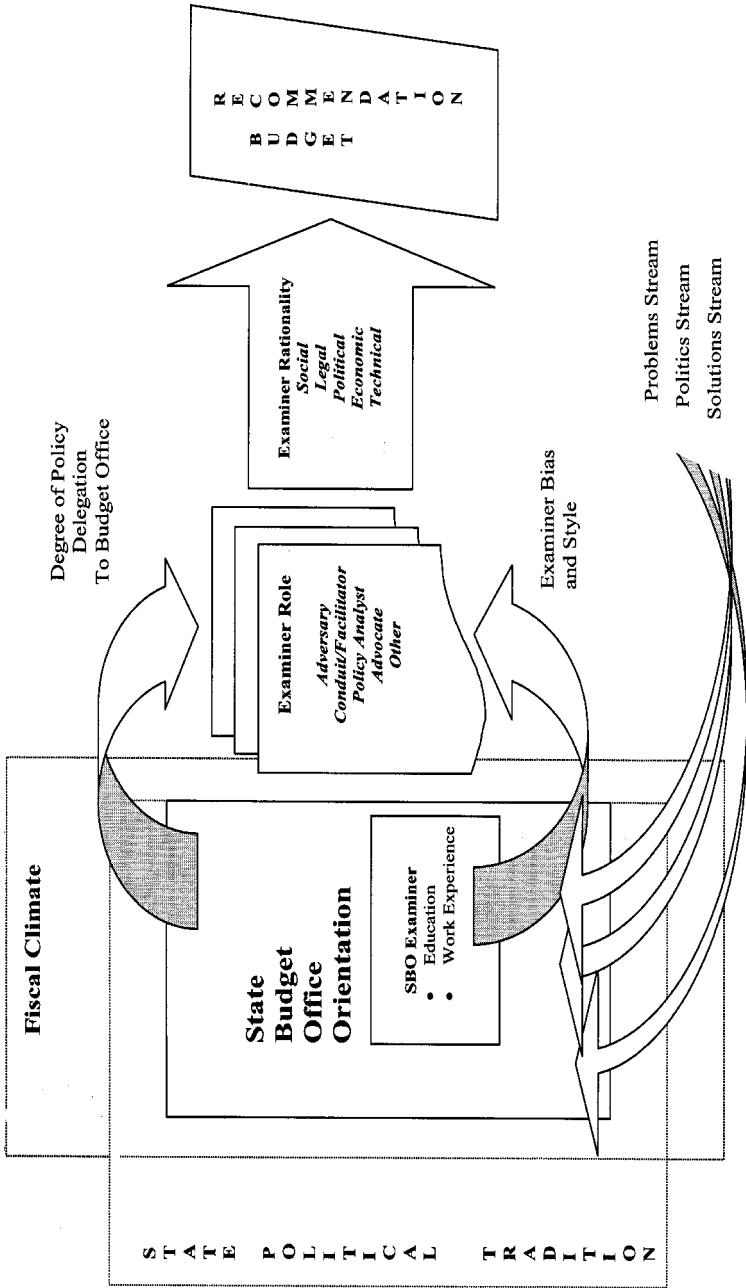 Fiscal Climate
STATE POLITICAL TRADITION
State
Budget
Office
Orientation
SBO Examiner
• Education
• Work Experience
Degree of Policy
Delegation
To Budget Office
Examiner Role
Adversary
Conduit/Facilitator
Policy Analyst
Advocate
Other
Examiner Bias
and Style
Examiner Rationality
Social
Legal
Political
Economic
Technical
BUDGET
RECOMMENDATION
Problems Stream
Politics Stream
Solutions Stream